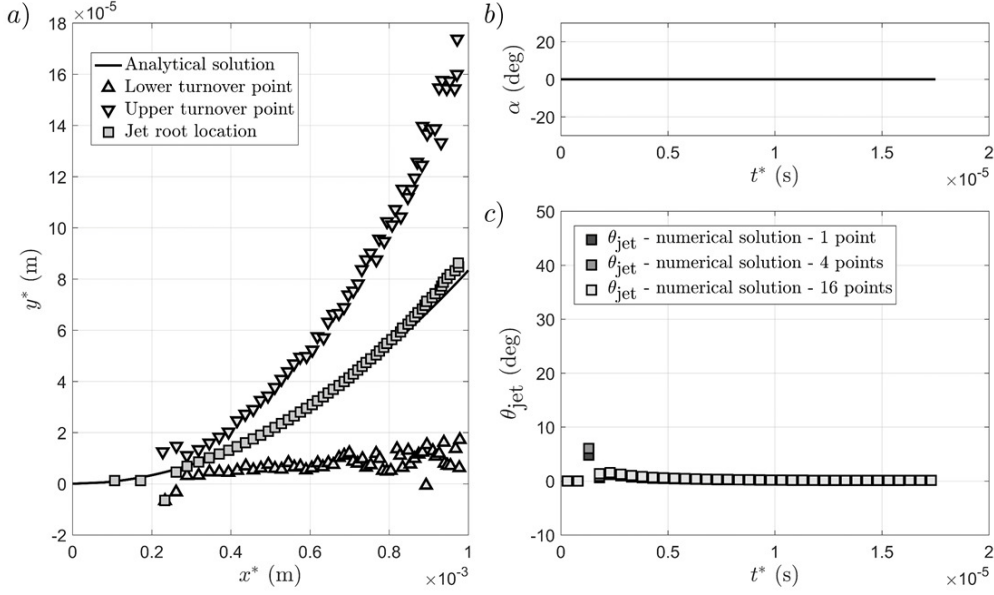 a)
18 ×10⁻⁵
16
14
12
10
8
6
4
2
0
-2
y* (m)
Analytical solution
Lower turnover point
Upper turnover point
Jet root location
0 0.2 0.4 0.6 0.8 1
x* (m)
×10⁻³
b)
20
0
-20
α (deg)
0 0.5 1 1.5 2
t* (s)
×10⁻⁵
c)
50
40
30
20
10
0
-10
θjet (deg)
θjet - numerical solution - 1 point
θjet - numerical solution - 4 points
θjet - numerical solution - 16 points
0 0.5 1 1.5 2
t* (s)
×10⁻⁵